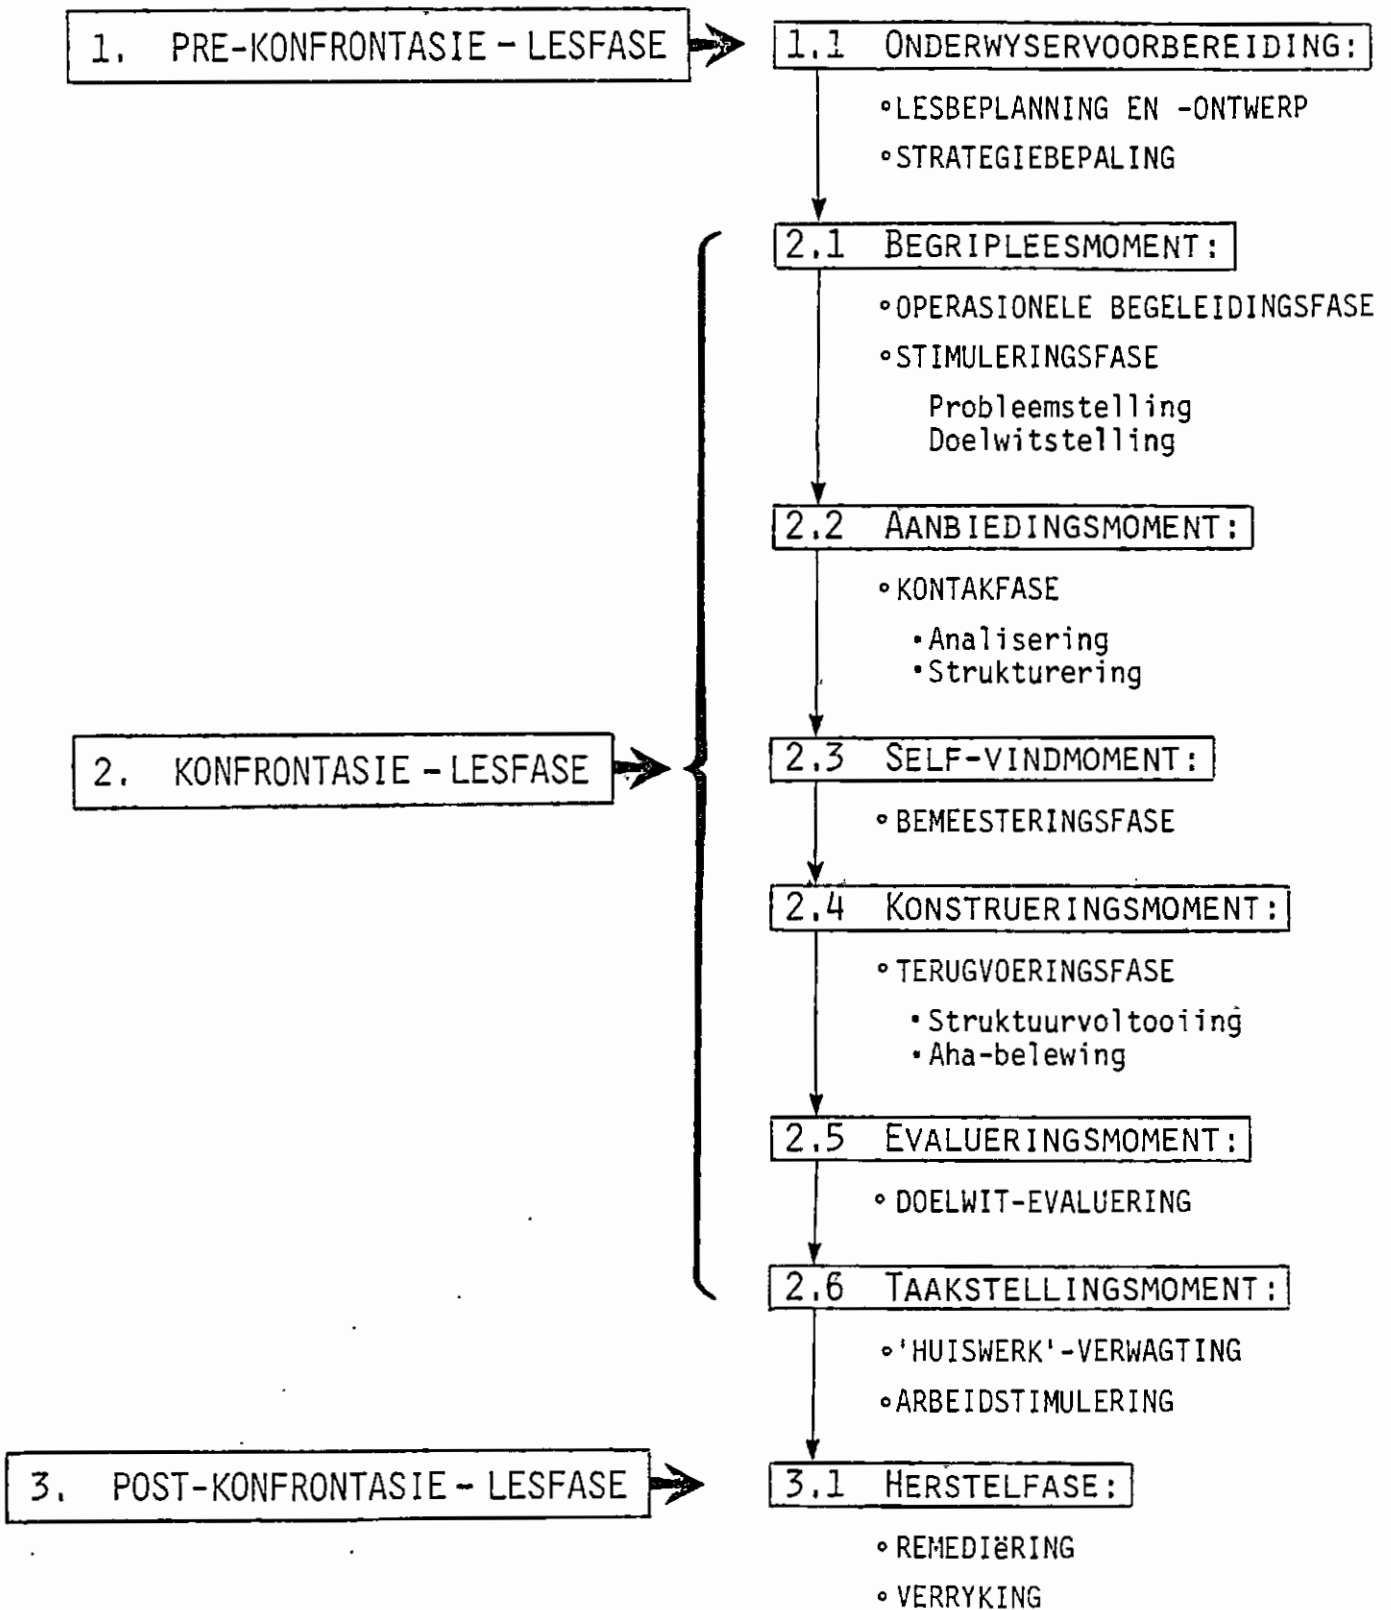 1. PRE-KONFRONTASIE - LESFASE
1.1 ONDERWYSERVOORBEREIDING:
°LESBEPLANNING EN -ONTWERP
°STRATEGIEBEPALING
2.1 BEGRIPLEESMOMENT:
°OPERASIONELE BEGELEIDINGSFASE
°STIMULERINGSFASE
Probleemstelling
Doelwitstelling
2.2 AANBIEDINGSMOMENT:
°KONTAKFASE
•Analisering
•Strukturering
2. KONFRONTASIE - LESFASE
2.3 SELF-VINDMOMENT:
°BEMEESTERINGSFASE
2.4 KONSTRUERINGSMOMENT:
°TERUGVOERINGSFASE
•Struktuurvoltooiing
•Aha-belewing
2.5 EVALUERINGSMOMENT:
°DOELWIT-EVALUERING
2.6 TAAKSTELLINGSMOMENT:
°'HUISWERK'-VERWAGTING
°ARBEIDSTIMULERING
3. POST-KONFRONTASIE - LESFASE
3.1 HERSTELFASE:
°REMEDIëRING
°VERRYKING